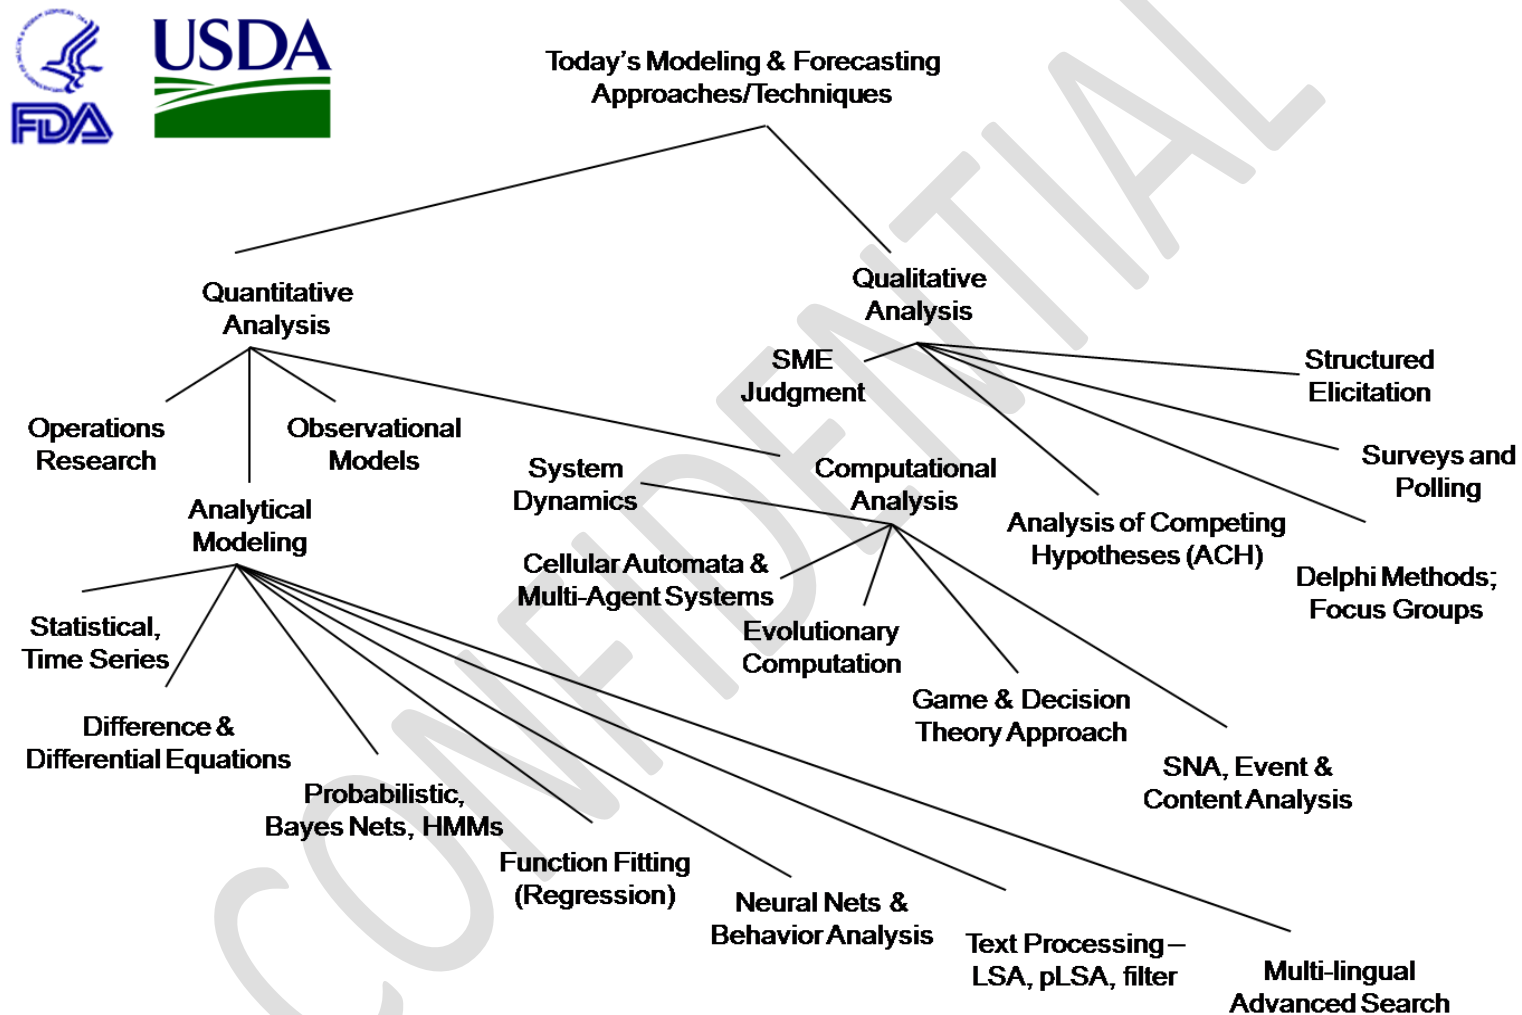 FDA
USDA
Today's Modeling & Forecasting
Approaches/Techniques
Quantitative
Analysis
Qualitative
Analysis
SME
Judgment
Structured
Elicitation
Operations
Research
Observational
Models
System
Dynamics
Computational
Analysis
Surveys and
Polling
Analytical
Modeling
Analysis of Competing
Hypotheses (ACH)
Cellular Automata &
Multi-Agent Systems
Delphi Methods;
Focus Groups
Statistical,
Time Series
Evolutionary
Computation
Game & Decision
Theory Approach
Difference &
Differential Equations
SNA, Event &
Content Analysis
Probabilistic,
Bayes Nets, HMMs
Function Fitting
(Regression)
Neural Nets &
Behavior Analysis
Text Processing –
LSA, pLSA, filter
Multi-lingual
Advanced Search
CONFIDENTIAL